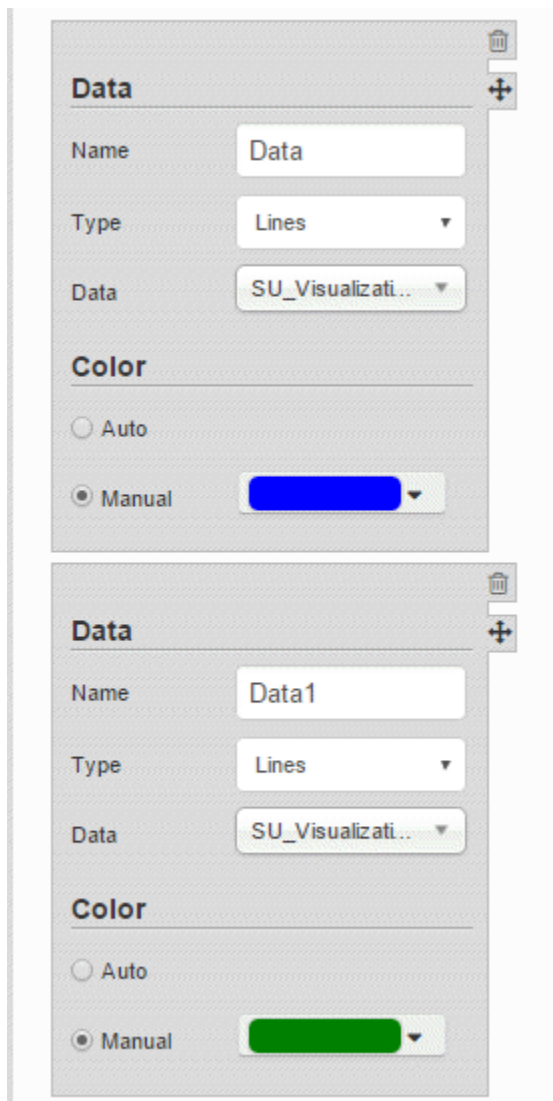 Data
Name Data
Type Lines
Data SU_Visualizati...
Color
Auto
Manual
Data
Name Data1
Type Lines
Data SU_Visualizati...
Color
Auto
Manual